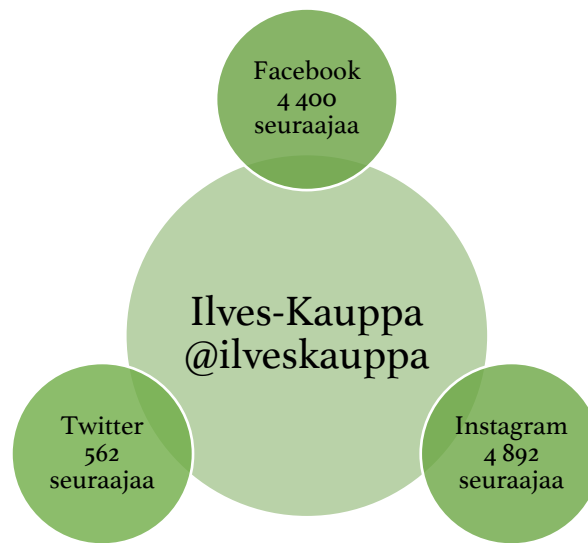 Facebook
4 400
seuraajaa
Ilves-Kauppa
@ilveskauppa
Twitter
562
seuraajaa
Instagram
4 892
seuraajaa